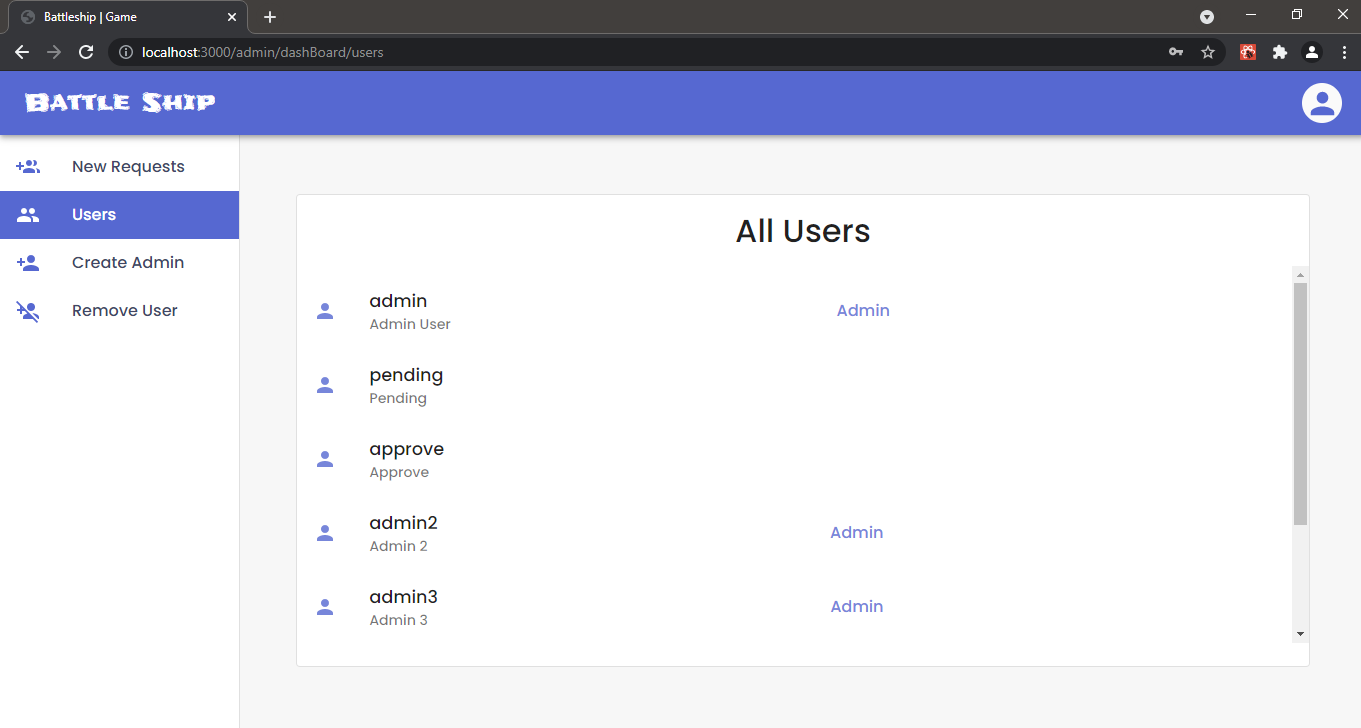 Battleship | Game
localhost:3000/admin/dashBoard/users
Battle Ship
New Requests
Users
Create Admin
Remove User
All Users
admin
Admin User
Admin
pending
Pending
approve
Approve
admin2
Admin 2
Admin
admin3
Admin 3
Admin